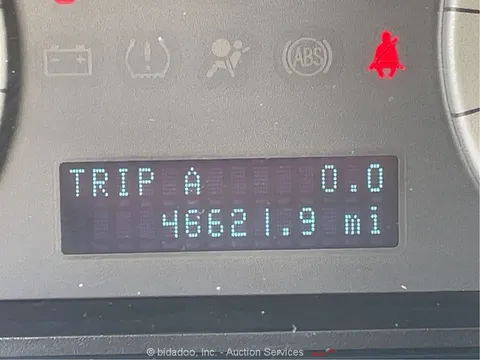 ABS
TRIP A 0.0
46621.9 mi
© bidadoo, Inc. - Auction Services